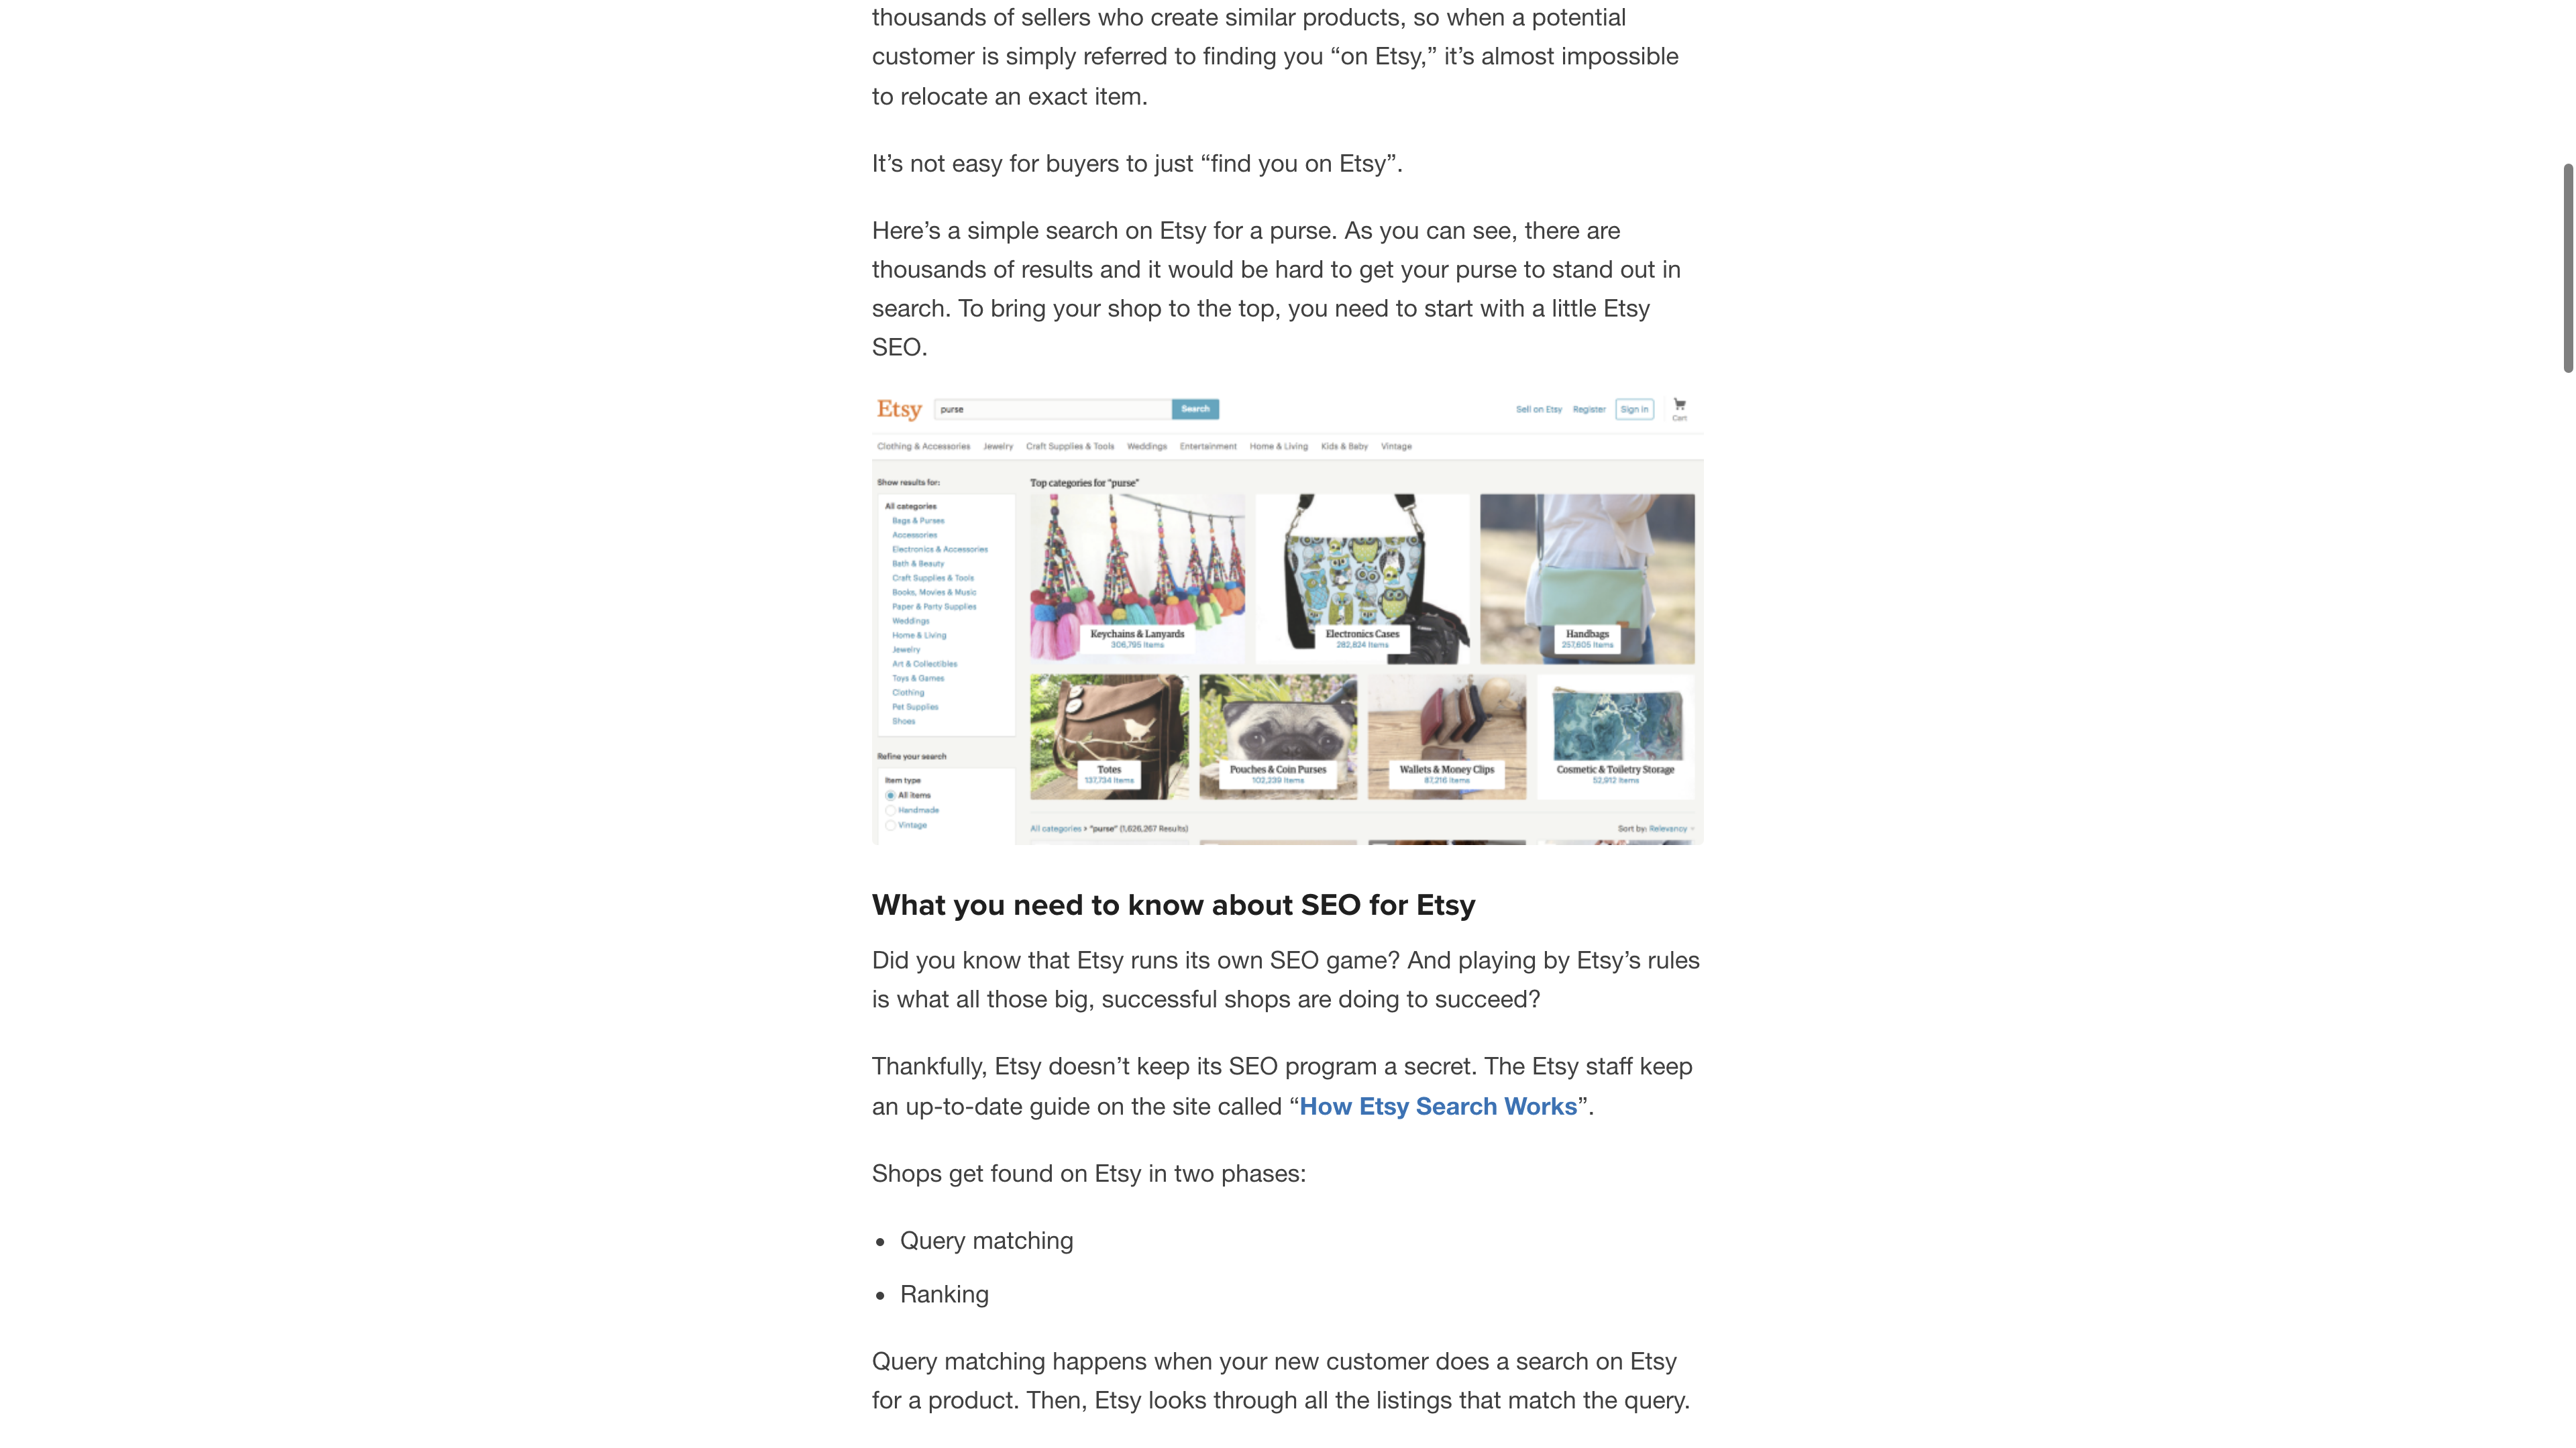 thousands of sellers who create similar products, so when a potential
customer is simply referred to finding you “on Etsy,” it’s almost impossible
to relocate an exact item.
It’s not easy for buyers to just “find you on Etsy”.
Here’s a simple search on Etsy for a purse. As you can see, there are
thousands of results and it would be hard to get your purse to stand out in
search. To bring your shop to the top, you need to start with a little Etsy
SEO.
Etsy purse Search Sell on Etsy Register Sign in Cart
Clothing & Accessories Jewelry Craft Supplies & Tools Weddings Entertainment Home & Living Kids & Baby Vintage
Show results for:
All categories
Bags & Purses
Accessories
Electronics & Accessories
Bath & Beauty
Craft Supplies & Tools
Books, Movies & Music
Paper & Party Supplies
Weddings
Home & Living
Jewelry
Art & Collectibles
Toys & Games
Clothing
Pet Supplies
Shoes
Refine your search
Item type
All items
Handmade
Vintage
Top categories for "purse"
Keychains & Lanyards
306,795 Items
Electronics Cases
282,824 Items
Handbags
257,605 Items
Totes
137,734 Items
Pouches & Coin Purses
102,239 Items
Wallets & Money Clips
87,216 Items
Cosmetic & Toiletry Storage
52,912 Items
All categories › "purse" (1,626,267 Results) Sort by: Relevancy
What you need to know about SEO for Etsy
Did you know that Etsy runs its own SEO game? And playing by Etsy’s rules
is what all those big, successful shops are doing to succeed?
Thankfully, Etsy doesn’t keep its SEO program a secret. The Etsy staff keep
an up-to-date guide on the site called “How Etsy Search Works”.
Shops get found on Etsy in two phases:
• Query matching
• Ranking
Query matching happens when your new customer does a search on Etsy
for a product. Then, Etsy looks through all the listings that match the query.